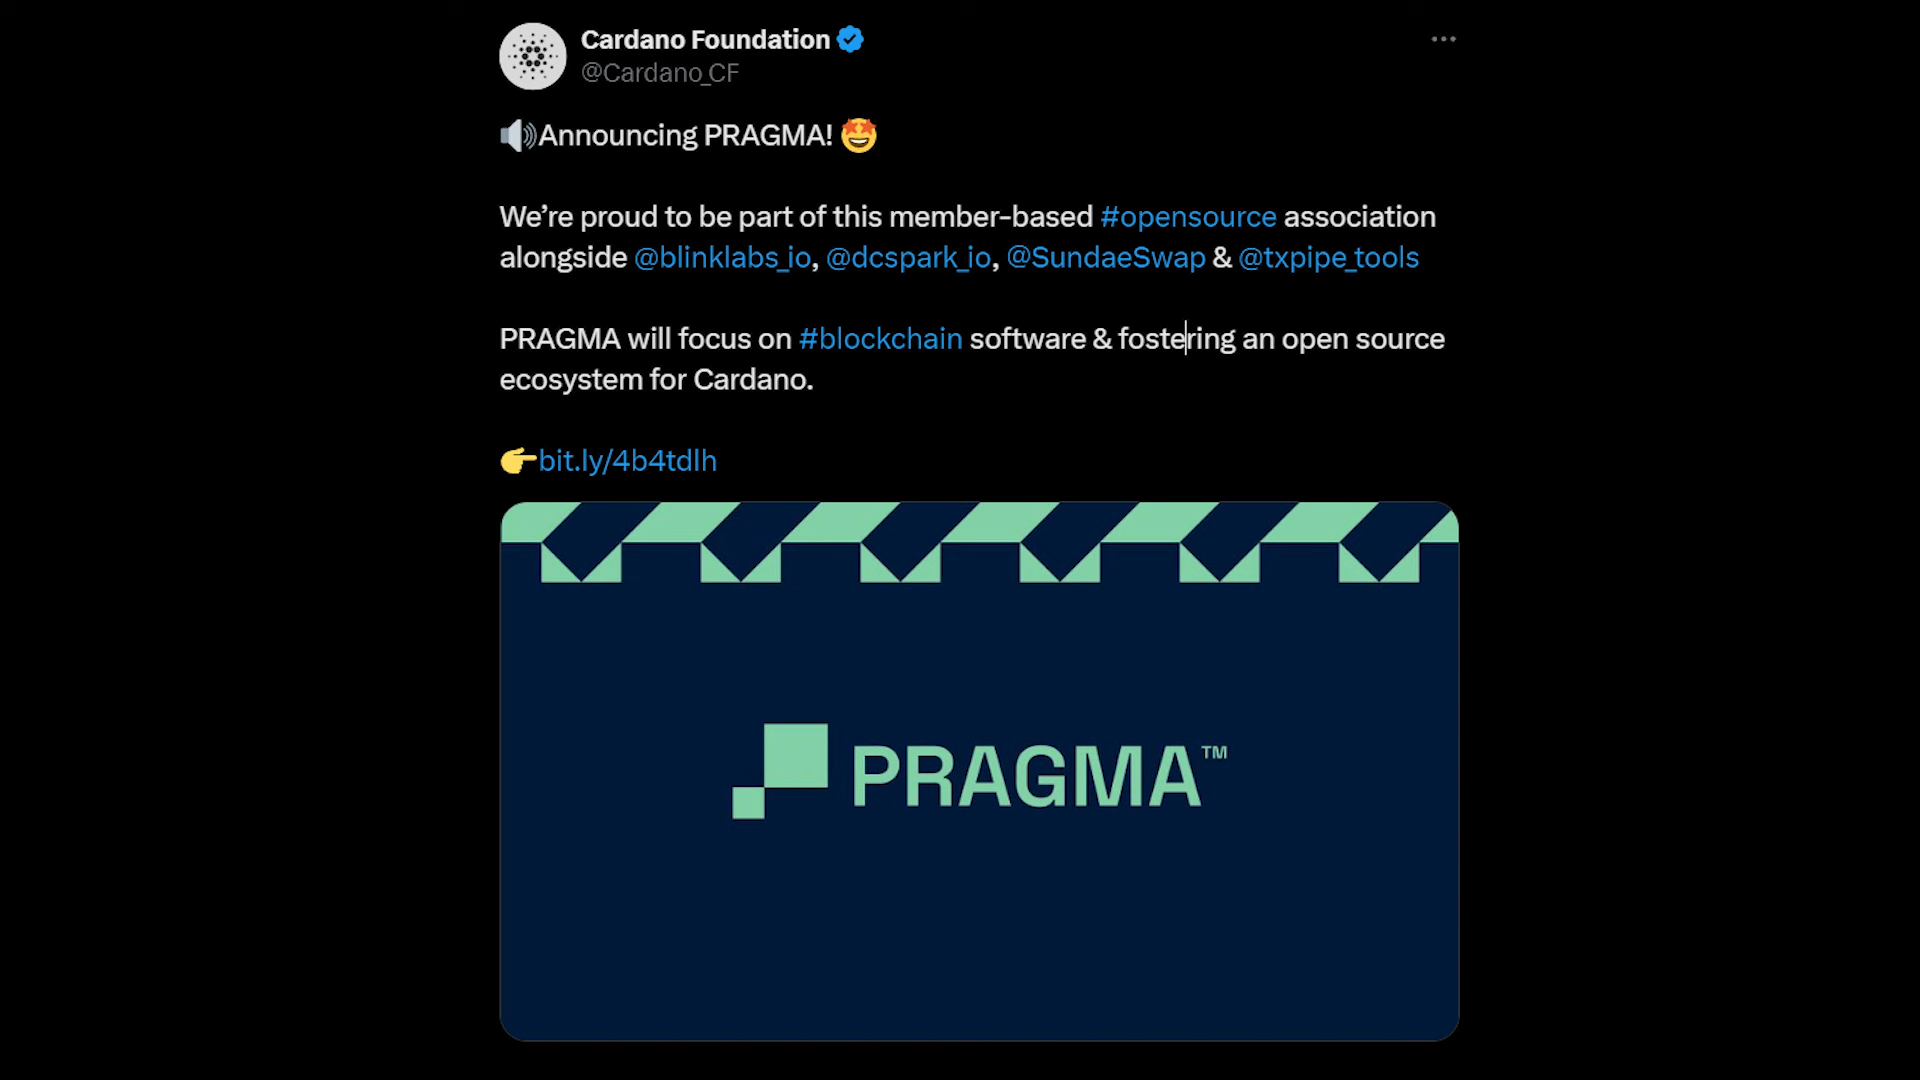 Cardano Foundation
@Cardano_CF
🔊Announcing PRAGMA! 🤩
We’re proud to be part of this member-based #opensource association
alongside @blinklabs_io, @dcspark_io, @SundaeSwap & @txpipe_tools
PRAGMA will focus on #blockchain software & fostering an open source
ecosystem for Cardano.
👉bit.ly/4b4tdlh
PRAGMA™